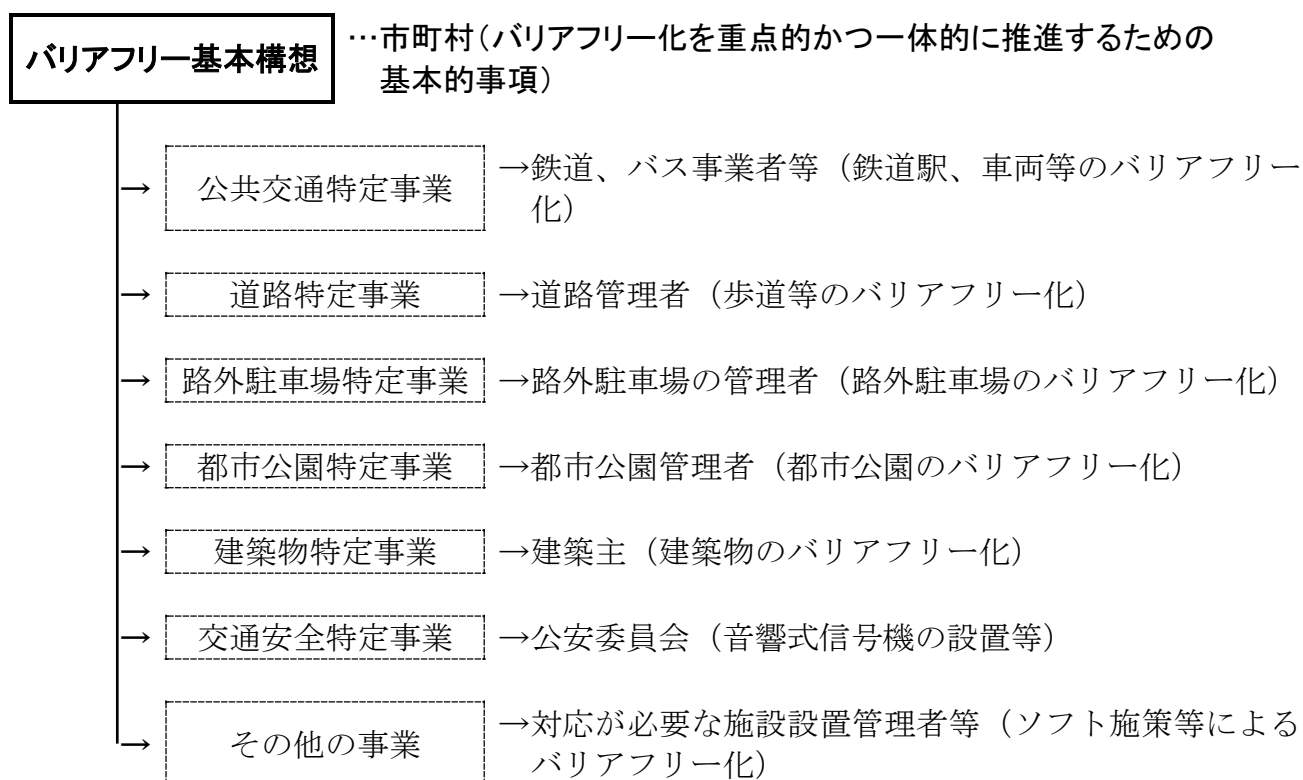 バリアフリー基本構想
…市町村（バリアフリー化を重点的かつ一体的に推進するための
基本的事項）
→ 公共交通特定事業 →鉄道、バス事業者等（鉄道駅、車両等のバリアフリー
化）
→ 道路特定事業 →道路管理者（歩道等のバリアフリー化）
→ 路外駐車場特定事業 →路外駐車場の管理者（路外駐車場のバリアフリー化）
→ 都市公園特定事業 →都市公園管理者（都市公園のバリアフリー化）
→ 建築物特定事業 →建築主（建築物のバリアフリー化）
→ 交通安全特定事業 →公安委員会（音響式信号機の設置等）
→ その他の事業 →対応が必要な施設設置管理者等（ソフト施策等による
バリアフリー化）